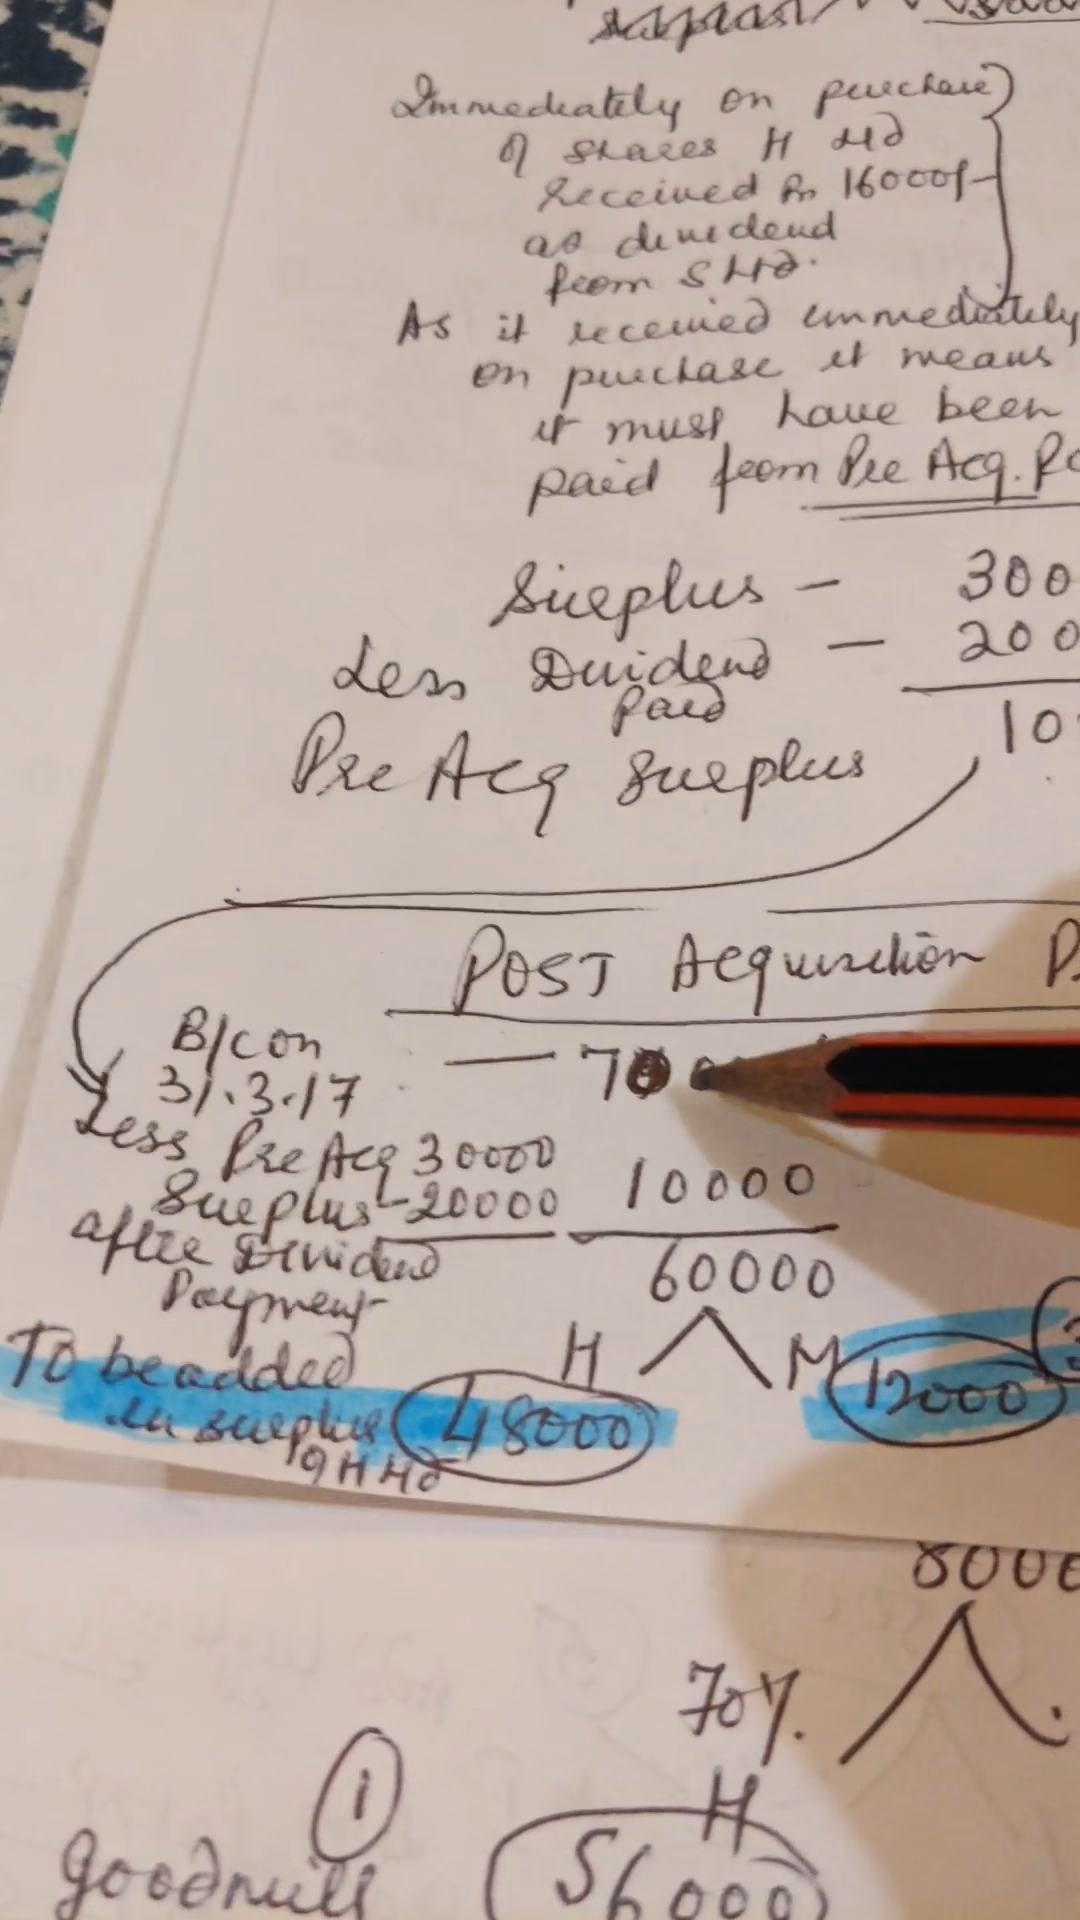 Immediately on purchase
of shares H Ltd
received Rs 16000/-
as dividend
from S Ltd.
As it received immediately
on purchase it means
it must have been
paid from Pre Acq. Pr
Surplus - 300
Less Dividend - 200
Paid
10
Pre Acq Surplus
POST Acquisition P
B/con
31.3.17
70
Less Pre Acq 30000
Surplus -20000 10000
after Dividend
Payment
60000
H M
To be added
in surplus 48000 12000
of H Ltd
8000
70%.
H
1
goodwill 56000